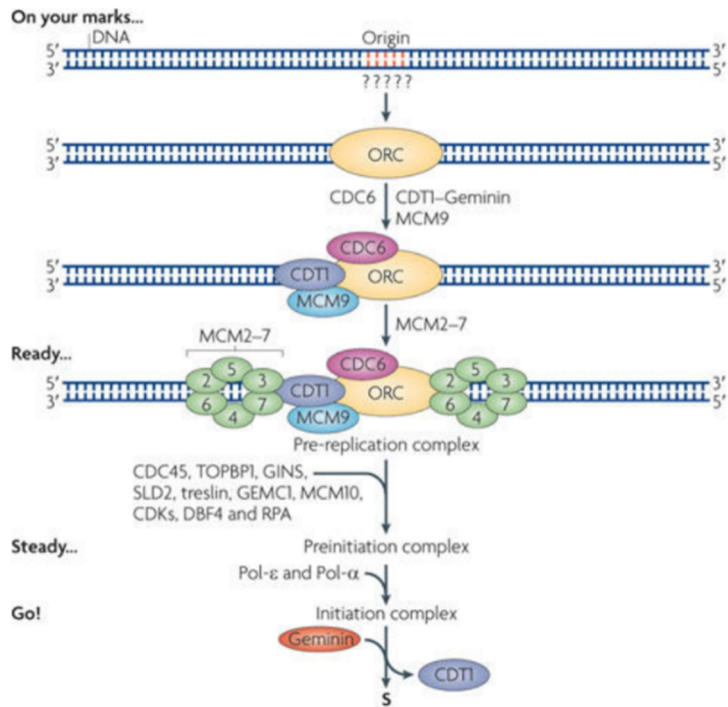 On your marks...
DNA
Origin
5′ 3′
3′ 5′
?????
5′ 3′
3′ ORC 5′
CDC6 CDT1–Geminin
MCM9
CDC6
5′ CDT1 ORC 3′
3′ 5′
MCM9
MCM2–7
MCM2–7
Ready...
CDC6
5 5
5′ 2 3 CDT1 ORC 2 3 3′
3′ 6 7 MCM9 6 7 5′
4 4
Pre-replication complex
CDC45, TOPBP1, GINS,
SLD2, treslin, GEMC1, MCM10,
CDKs, DBF4 and RPA
Steady... Preinitiation complex
Pol-ε and Pol-α
Go! Initiation complex
Geminin
CDT1
S